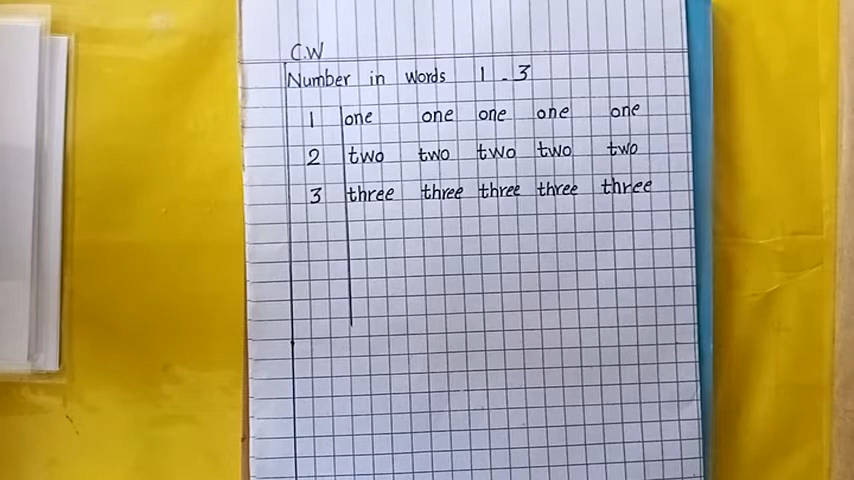 C.W
Number in words 1 - 3
1 one one one one one
2 two two two two two
3 three three three three three